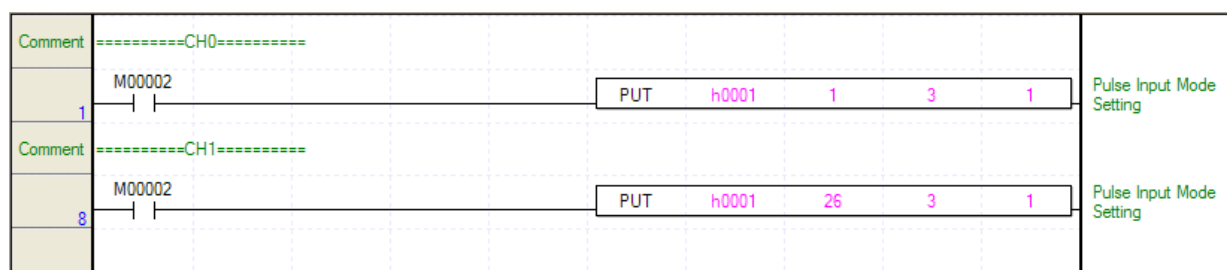 Comment ==========CH0==========
M00002
1 PUT h0001 1 3 1 Pulse Input Mode
Setting
Comment ==========CH1==========
M00002
8 PUT h0001 26 3 1 Pulse Input Mode
Setting